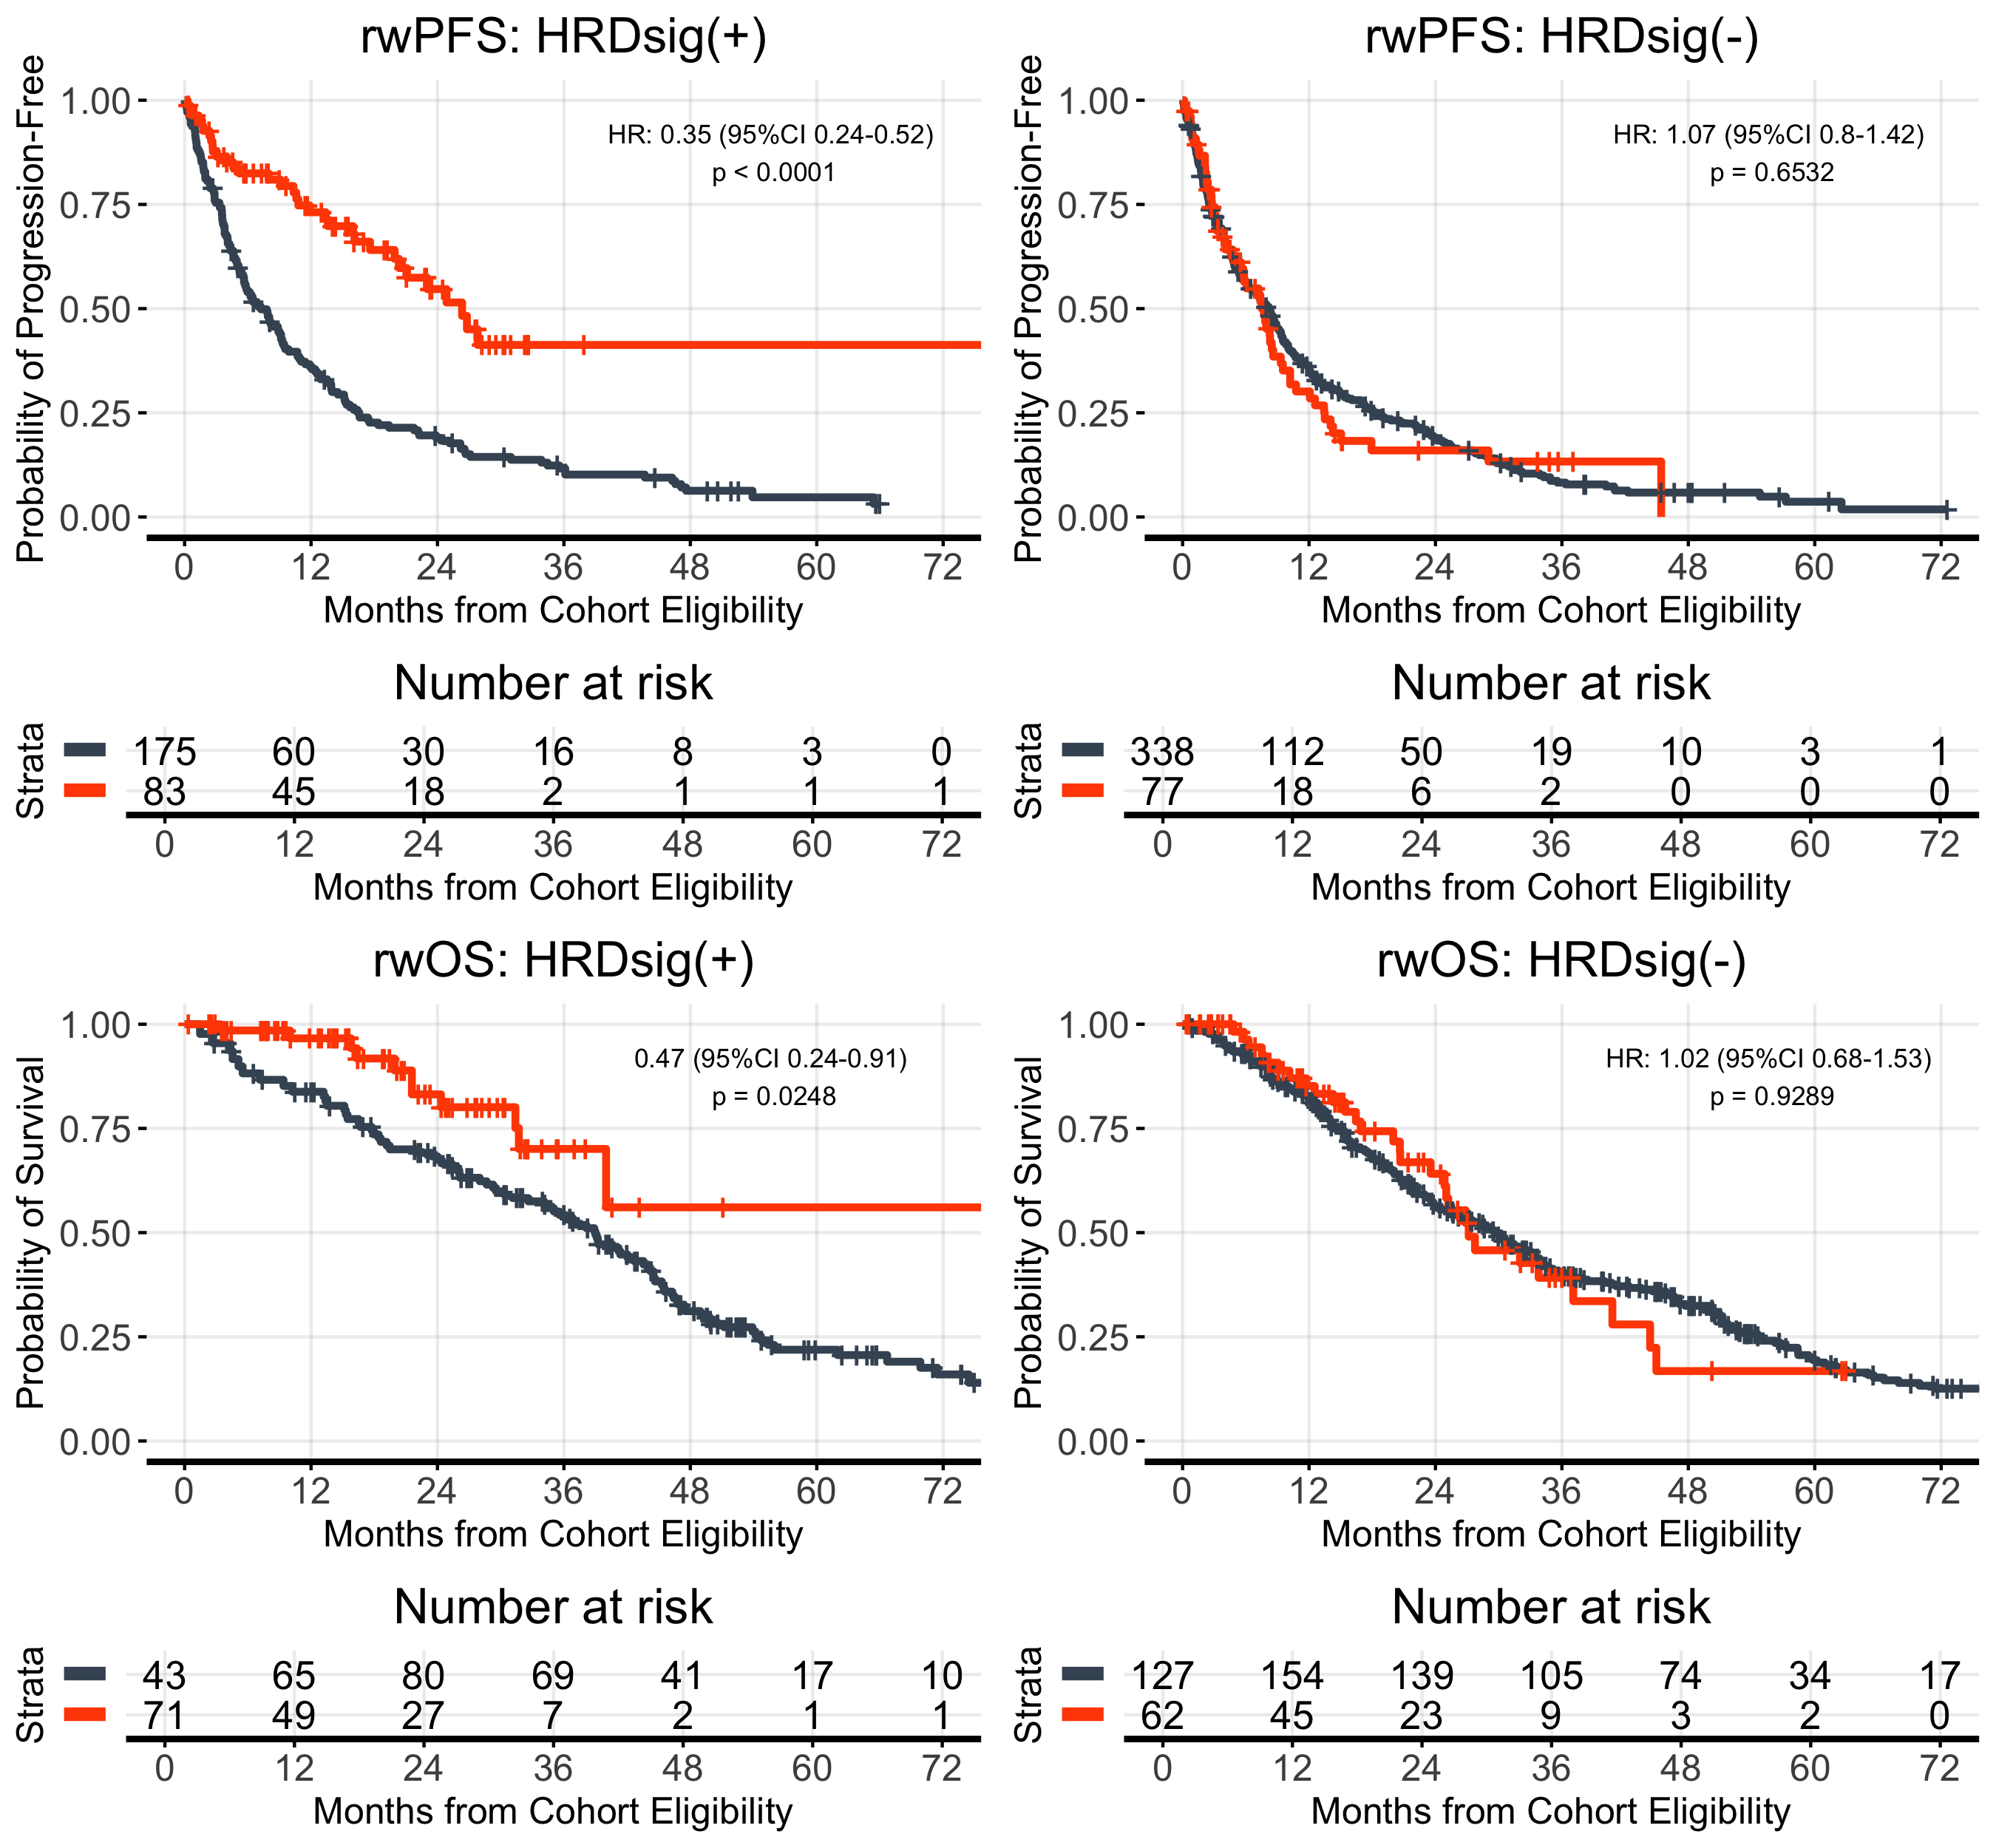 rwPFS: HRDsig(+)
Probability of Progression-Free
1.00
0.75
0.50
0.25
0.00
HR: 0.35 (95%CI 0.24-0.52)
p < 0.0001
0 12 24 36 48 60 72
Months from Cohort Eligibility
Number at risk
Strata
175 60 30 16 8 3 0
83 45 18 2 1 1 1
0 12 24 36 48 60 72
Months from Cohort Eligibility
rwPFS: HRDsig(-)
Probability of Progression-Free
1.00
0.75
0.50
0.25
0.00
HR: 1.07 (95%CI 0.8-1.42)
p = 0.6532
0 12 24 36 48 60 72
Months from Cohort Eligibility
Number at risk
Strata
338 112 50 19 10 3 1
77 18 6 2 0 0 0
0 12 24 36 48 60 72
Months from Cohort Eligibility
rwOS: HRDsig(+)
Probability of Survival
1.00
0.75
0.50
0.25
0.00
0.47 (95%CI 0.24-0.91)
p = 0.0248
0 12 24 36 48 60 72
Months from Cohort Eligibility
Number at risk
Strata
43 65 80 69 41 17 10
71 49 27 7 2 1 1
0 12 24 36 48 60 72
Months from Cohort Eligibility
rwOS: HRDsig(-)
Probability of Survival
1.00
0.75
0.50
0.25
0.00
HR: 1.02 (95%CI 0.68-1.53)
p = 0.9289
0 12 24 36 48 60 72
Months from Cohort Eligibility
Number at risk
Strata
127 154 139 105 74 34 17
62 45 23 9 3 2 0
0 12 24 36 48 60 72
Months from Cohort Eligibility